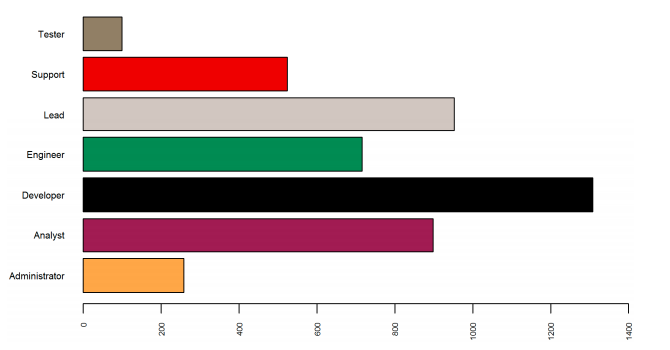 Tester
Support
Lead
Engineer
Developer
Analyst
Administrator
0
200
400
600
800
1000
1200
1400